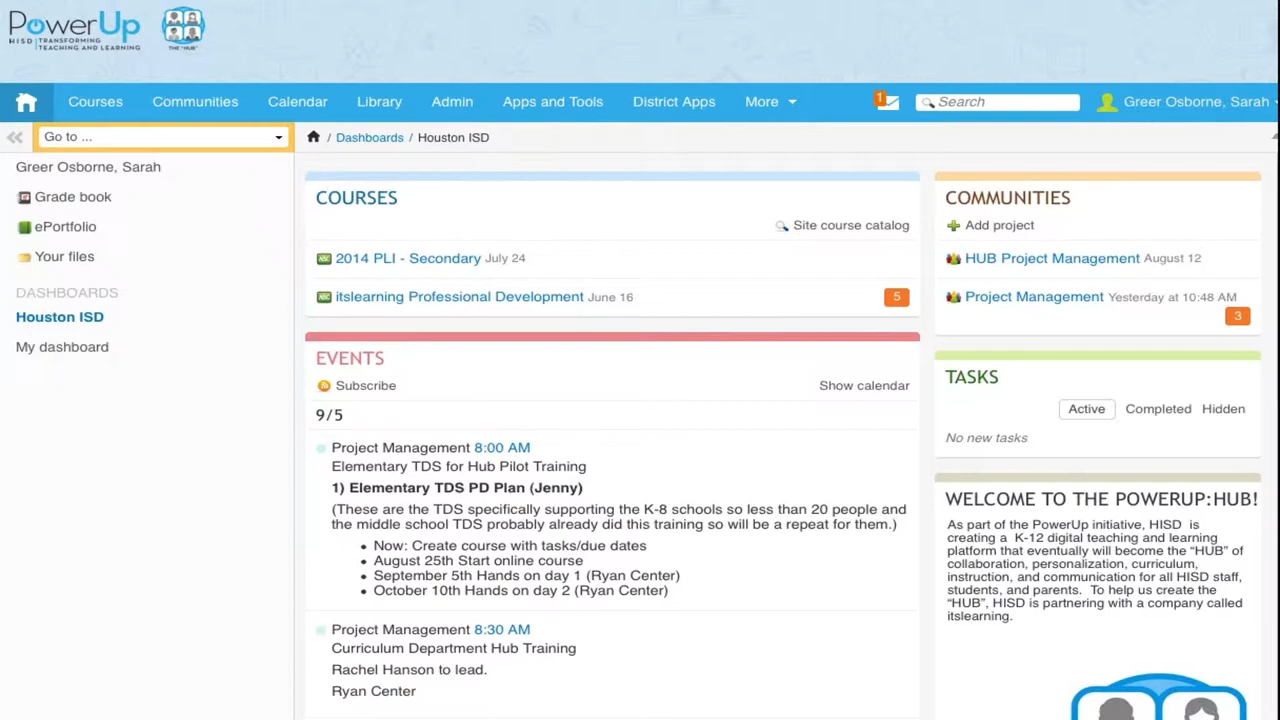 PowerUp
HISD | TRANSFORMING TEACHING AND LEARNING
THE "HUB"
Courses Communities Calendar Library Admin Apps and Tools District Apps More 1 Search Greer Osborne, Sarah
Go to ...
/ Dashboards / Houston ISD
Greer Osborne, Sarah
Grade book
ePortfolio
Your files
DASHBOARDS
Houston ISD
My dashboard
COURSES
Site course catalog
2014 PLI - Secondary July 24
itslearning Professional Development June 16 5
EVENTS
Subscribe Show calendar
9/5
Project Management 8:00 AM
Elementary TDS for Hub Pilot Training
1) Elementary TDS PD Plan (Jenny)
(These are the TDS specifically supporting the K-8 schools so less than 20 people and
the middle school TDS probably already did this training so will be a repeat for them.)
• Now: Create course with tasks/due dates
• August 25th Start online course
• September 5th Hands on day 1 (Ryan Center)
• October 10th Hands on day 2 (Ryan Center)
Project Management 8:30 AM
Curriculum Department Hub Training
Rachel Hanson to lead.
Ryan Center
COMMUNITIES
Add project
HUB Project Management August 12
Project Management Yesterday at 10:48 AM
3
TASKS
Active Completed Hidden
No new tasks
WELCOME TO THE POWERUP:HUB!
As part of the PowerUp initiative, HISD is
creating a K-12 digital teaching and learning
platform that eventually will become the “HUB” of
collaboration, personalization, curriculum,
instruction, and communication for all HISD staff,
students, and parents. To help us create the
“HUB”, HISD is partnering with a company called
itslearning.